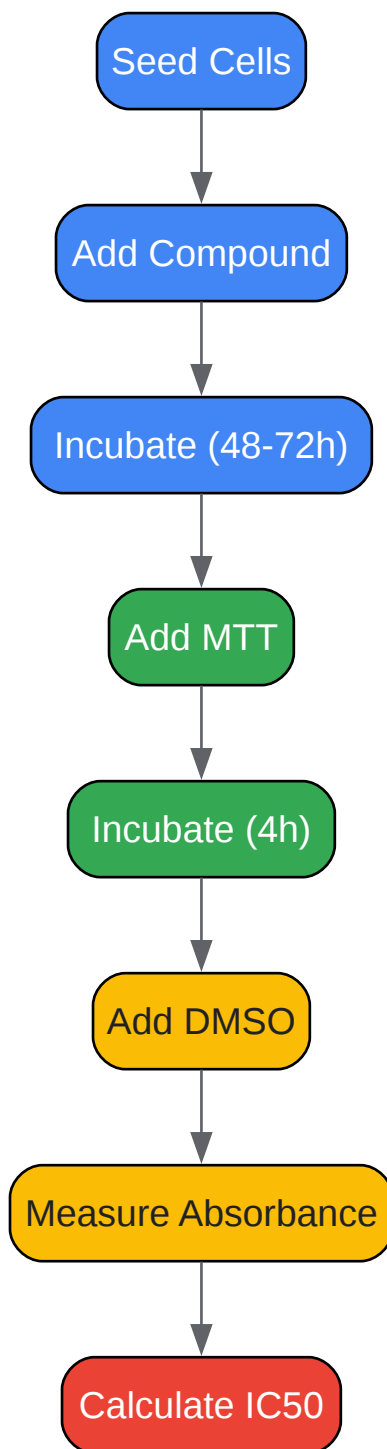 Seed Cells
Add Compound
Incubate (48-72h)
Add MTT
Incubate (4h)
Add DMSO
Measure Absorbance
Calculate IC50